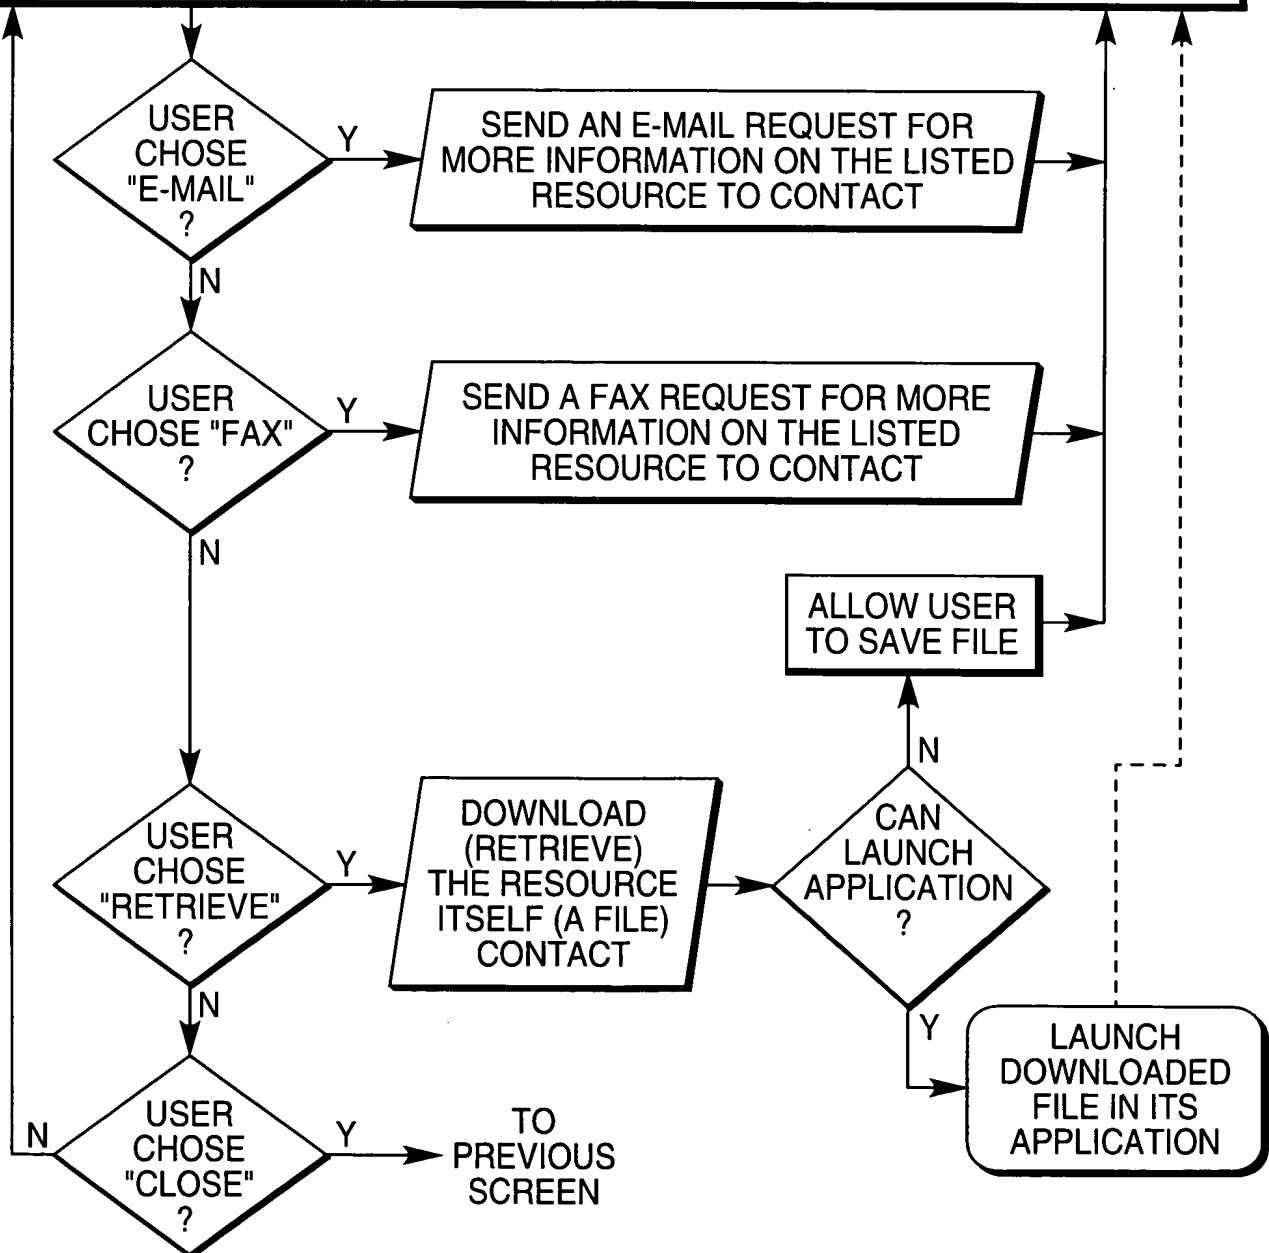 USER
CHOSE
"E-MAIL"
?
Y
SEND AN E-MAIL REQUEST FOR
MORE INFORMATION ON THE LISTED
RESOURCE TO CONTACT
N
USER
CHOSE "FAX"
?
Y
SEND A FAX REQUEST FOR MORE
INFORMATION ON THE LISTED
RESOURCE TO CONTACT
N
ALLOW USER
TO SAVE FILE
N
USER
CHOSE
"RETRIEVE"
?
Y
DOWNLOAD
(RETRIEVE)
THE RESOURCE
ITSELF (A FILE)
CONTACT
CAN
LAUNCH
APPLICATION
?
N
Y
LAUNCH
DOWNLOADED
FILE IN ITS
APPLICATION
N
USER
CHOSE
"CLOSE"
?
Y
TO
PREVIOUS
SCREEN